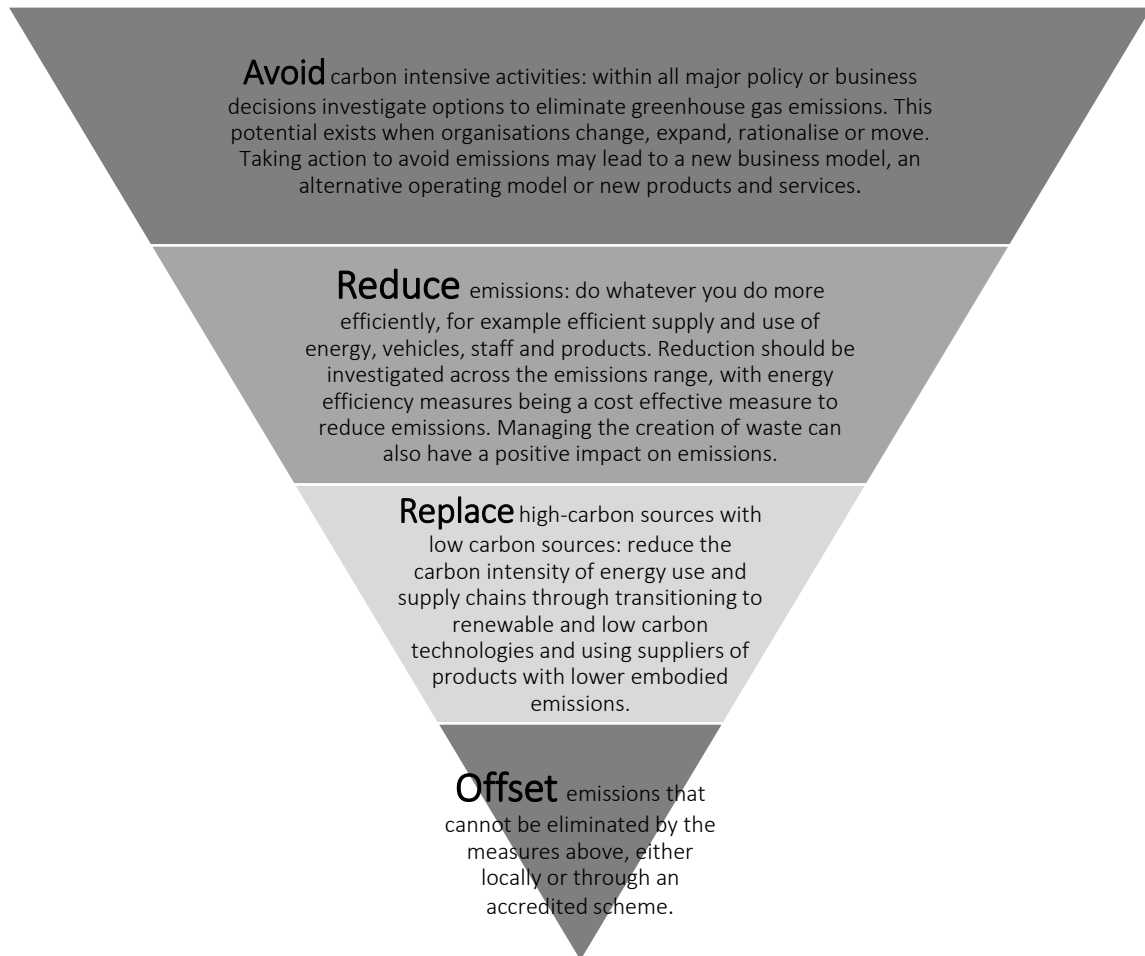 Avoid carbon intensive activities: within all major policy or business
decisions investigate options to eliminate greenhouse gas emissions. This
potential exists when organisations change, expand, rationalise or move.
Taking action to avoid emissions may lead to a new business model, an
alternative operating model or new products and services.
Reduce emissions: do whatever you do more
efficiently, for example efficient supply and use of
energy, vehicles, staff and products. Reduction should be
investigated across the emissions range, with energy
efficiency measures being a cost effective measure to
reduce emissions. Managing the creation of waste can
also have a positive impact on emissions.
Replace high-carbon sources with
low carbon sources: reduce the
carbon intensity of energy use and
supply chains through transitioning to
renewable and low carbon
technologies and using suppliers of
products with lower embodied
emissions.
Offset emissions that
cannot be eliminated by the
measures above, either
locally or through an
accredited scheme.